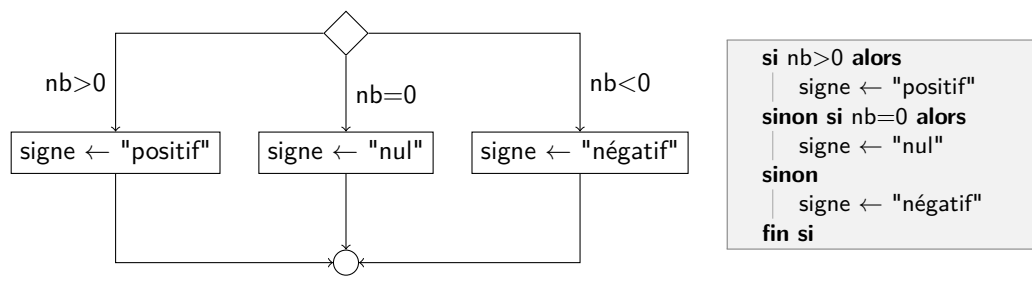 nb>0
nb=0
nb<0
signe ← "positif"
signe ← "nul"
signe ← "négatif"
si nb>0 alors
signe ← "positif"
sinon si nb=0 alors
signe ← "nul"
sinon
signe ← "négatif"
fin si